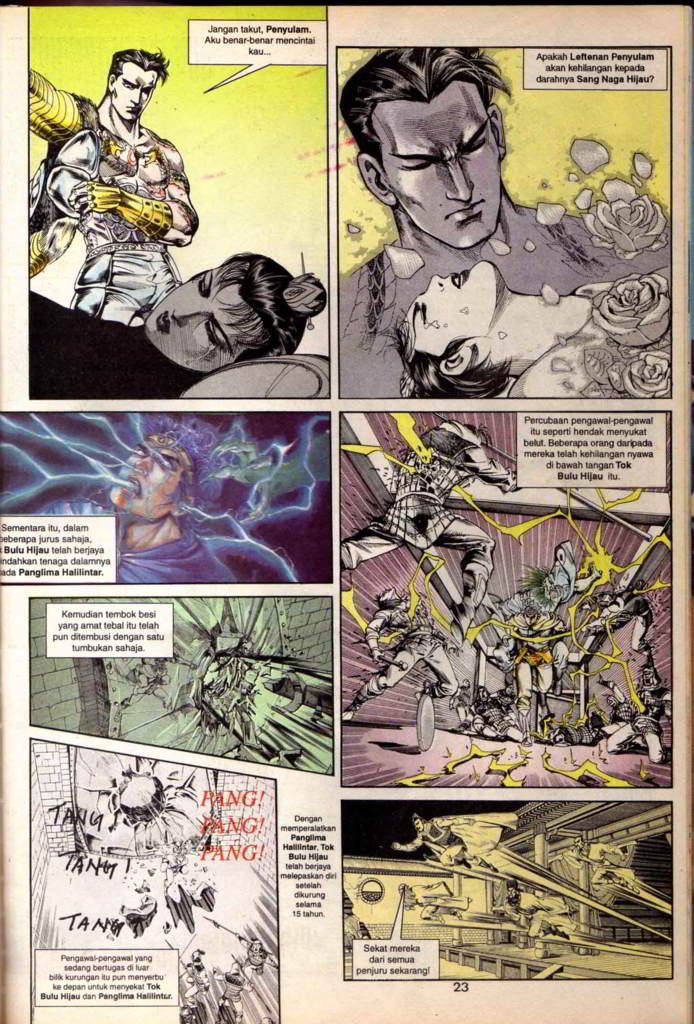 Jangan takut, Penyulam.
Aku benar-benar mencintai
kau...
Apakah Leftenan Penyulam
akan kehilangan kepada
darahnya Sang Naga Hijau?
Sementara itu, dalam
beberapa jurus sahaja,
Bulu Hijau telah berjaya
tenaga dalamnya
Panglima Halilintar.
Percubaan pengawal-pengawal
itu seperti hendak menyukat
belut. Beberapa orang daripada
mereka telah kehilangan nyawa
di bawah tangan Tok
Bulu Hijau itu.
Kemudian tembok besi
yang amat tebal itu telah
pun ditembusi dengan satu
tumbukan sahaja.
PANG!
PANG!
PANG!
TANG!
TANG!
TANG!
Dengan
memperalatkan
Panglima
Halilintar, Tok
Bulu Hijau
telah berjaya
melepaskan diri
setelah
dikurung
selama
15 tahun.
Pengawal-pengawal yang
sedang bertugas di luar
bilik kurungan itu pun menyerbu
ke depan untuk menyekat Tok
Bulu Hijau dan Panglima Halilintar.
Sekat mereka
dari semua
penjuru sekarang!
23